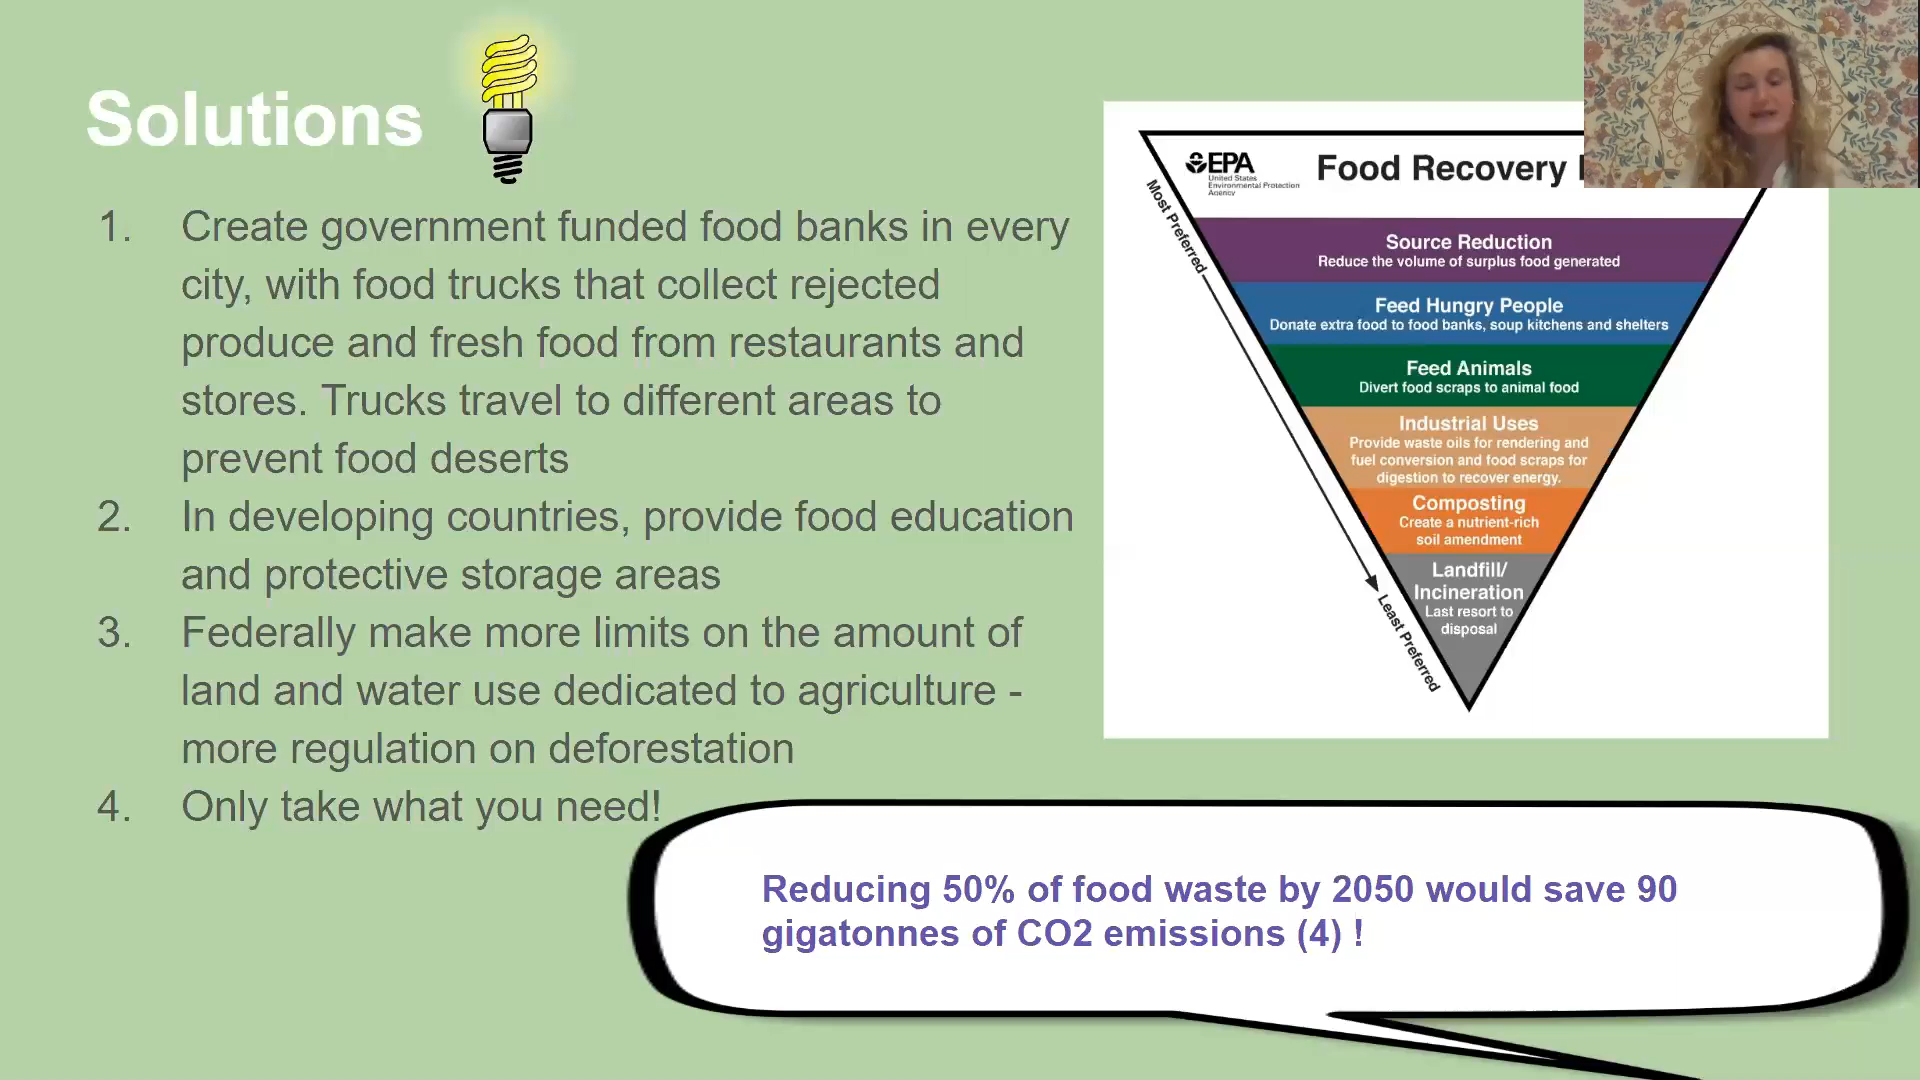 Solutions
1. Create government funded food banks in every
city, with food trucks that collect rejected
produce and fresh food from restaurants and
stores. Trucks travel to different areas to
prevent food deserts
2. In developing countries, provide food education
and protective storage areas
3. Federally make more limits on the amount of
land and water use dedicated to agriculture -
more regulation on deforestation
4. Only take what you need!
EPA
United States
Environmental Protection
Agency
Food Recovery
Most Preferred
Source Reduction
Reduce the volume of surplus food generated
Feed Hungry People
Donate extra food to food banks, soup kitchens and shelters
Feed Animals
Divert food scraps to animal food
Industrial Uses
Provide waste oils for rendering and
fuel conversion and food scraps for
digestion to recover energy.
Composting
Create a nutrient-rich
soil amendment
Landfill/
Incineration
Last resort to
disposal
Least Preferred
Reducing 50% of food waste by 2050 would save 90
gigatonnes of CO2 emissions (4) !